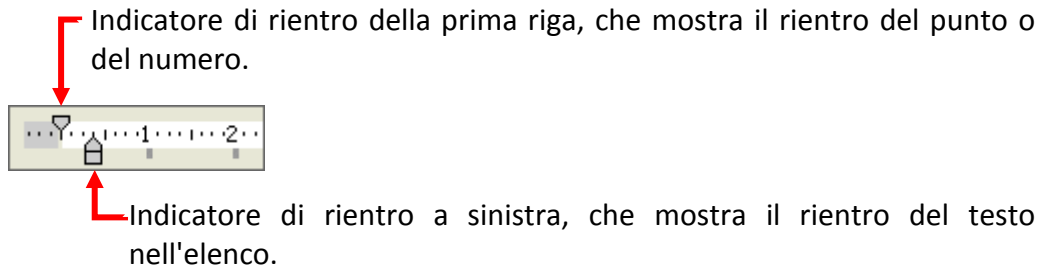 Indicatore di rientro della prima riga, che mostra il rientro del punto o
del numero.
1 2
Indicatore di rientro a sinistra, che mostra il rientro del testo
nell'elenco.